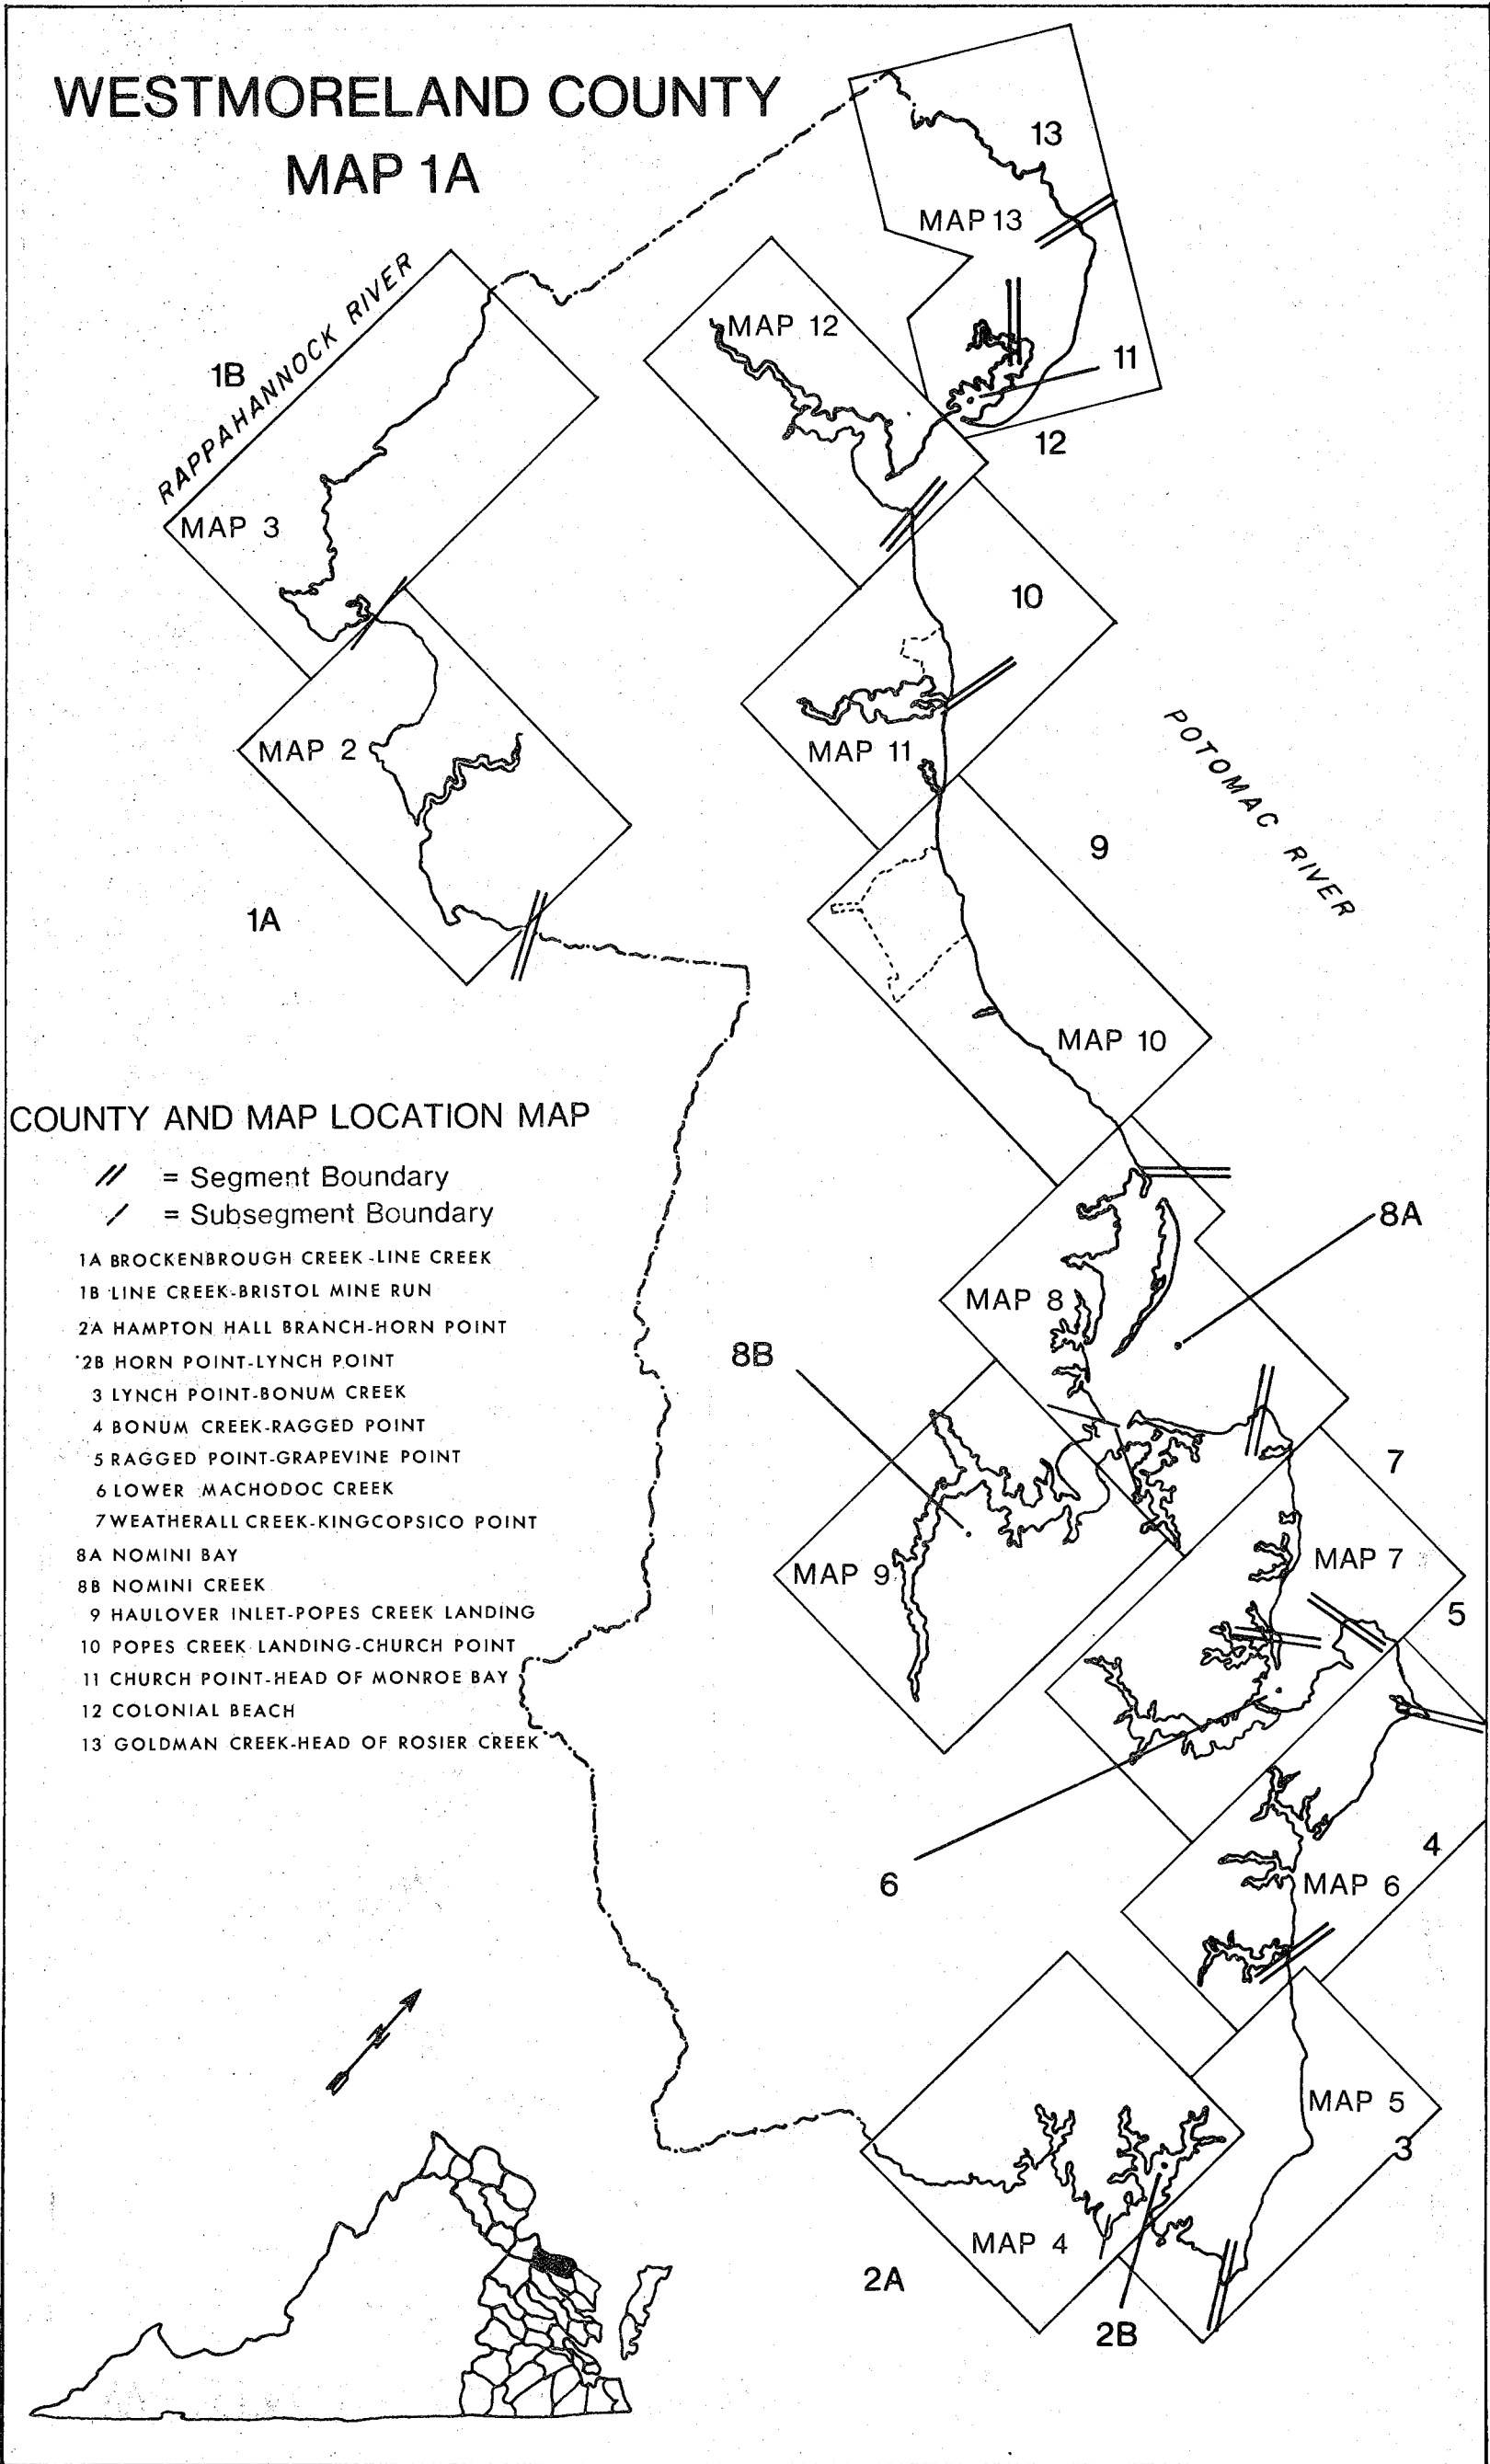 WESTMORELAND COUNTY
MAP 1A
13
MAP 13
RAPPAHANNOCK RIVER
1B
MAP 12
11
12
MAP 3
10
MAP 2
MAP 11
POTOMAC RIVER
9
1A
MAP 10
COUNTY AND MAP LOCATION MAP
// = Segment Boundary
/ = Subsegment Boundary
1A BROCKENBROUGH CREEK-LINE CREEK
1B LINE CREEK-BRISTOL MINE RUN
2A HAMPTON HALL BRANCH-HORN POINT
2B HORN POINT-LYNCH POINT
3 LYNCH POINT-BONUM CREEK
4 BONUM CREEK-RAGGED POINT
5 RAGGED POINT-GRAPEVINE POINT
6 LOWER MACHODOC CREEK
7 WEATHERALL CREEK-KINGCOPSICO POINT
8A NOMINI BAY
8B NOMINI CREEK
9 HAULOVER INLET-POPES CREEK LANDING
10 POPES CREEK LANDING-CHURCH POINT
11 CHURCH POINT-HEAD OF MONROE BAY
12 COLONIAL BEACH
13 GOLDMAN CREEK-HEAD OF ROSIER CREEK
8A
MAP 8
8B
7
MAP 9
MAP 7
5
6
4
MAP 6
N
MAP 5
3
MAP 4
2A
2B